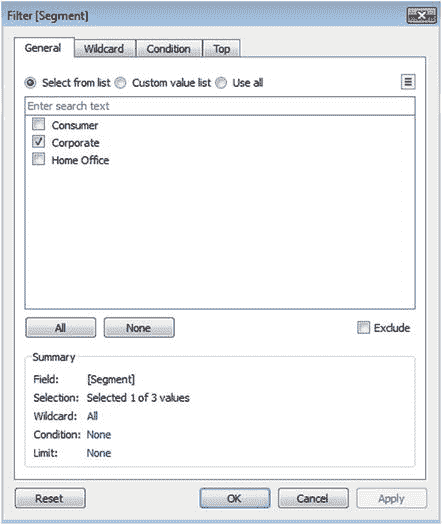 Filter [Segment]
General Wildcard Condition Top
Select from list Custom value list Use all
Enter search text
Consumer
Corporate
Home Office
All None Exclude
Summary
Field: [Segment]
Selection: Selected 1 of 3 values
Wildcard: All
Condition: None
Limit: None
Reset OK Cancel Apply